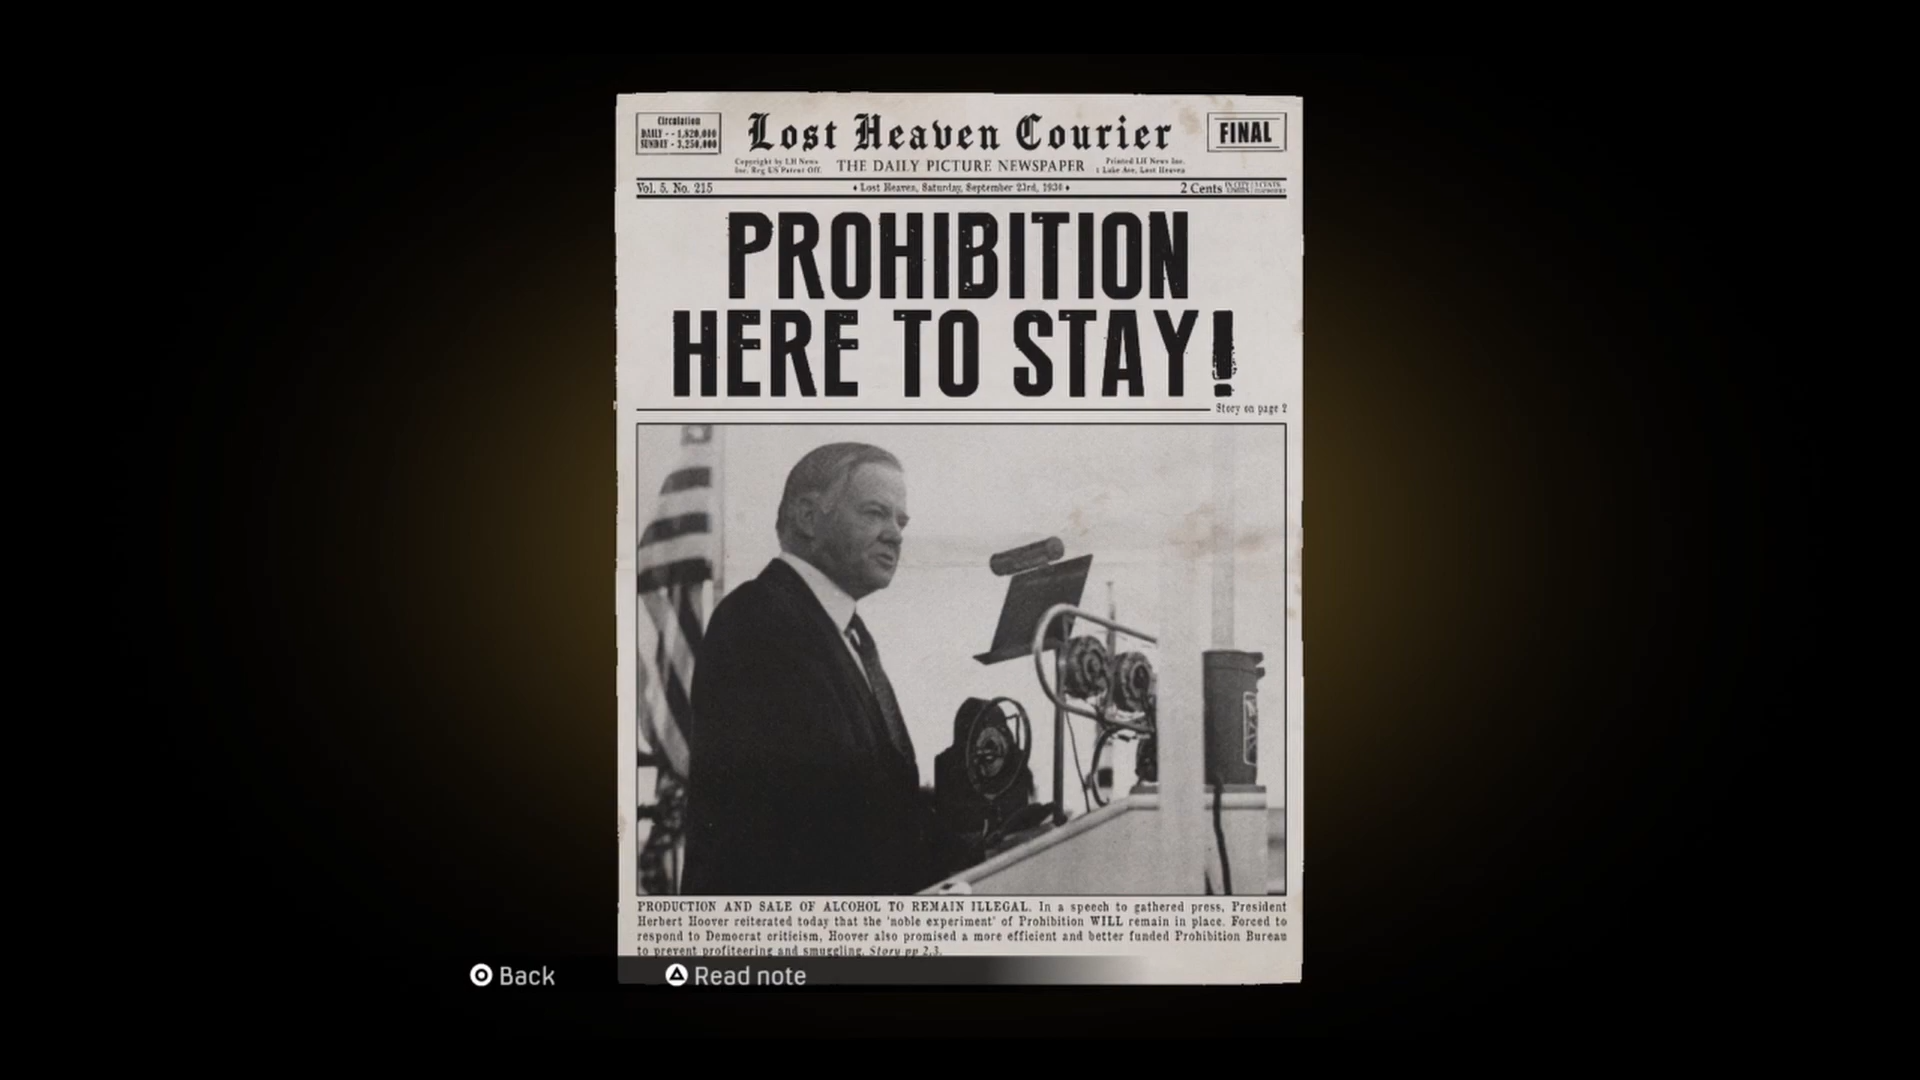 Circulation
DAILY - - 1,820,000
SUNDAY - 3,250,000
Lost Heaven Courier
FINAL
Copyright by LH News
Inc. Reg US Patent Off.
THE DAILY PICTURE NEWSPAPER
Printed LH News Inc.
1 Lake Ave, Lost Heaven
Vol. 5. No. 215
Lost Heaven, Saturday, September 23rd, 1930
2 Cents
PROHIBITION
HERE TO STAY!
Story on page 2
PRODUCTION AND SALE OF ALCOHOL TO REMAIN ILLEGAL. In a speech to gathered press, President
Herbert Hoover reiterated today that the 'noble experiment' of Prohibition WILL remain in place. Forced to
respond to Democrat criticism, Hoover also promised a more efficient and better funded Prohibition Bureau
to prevent profiteering and smuggling. Story pp 2,3.
Back
Read note